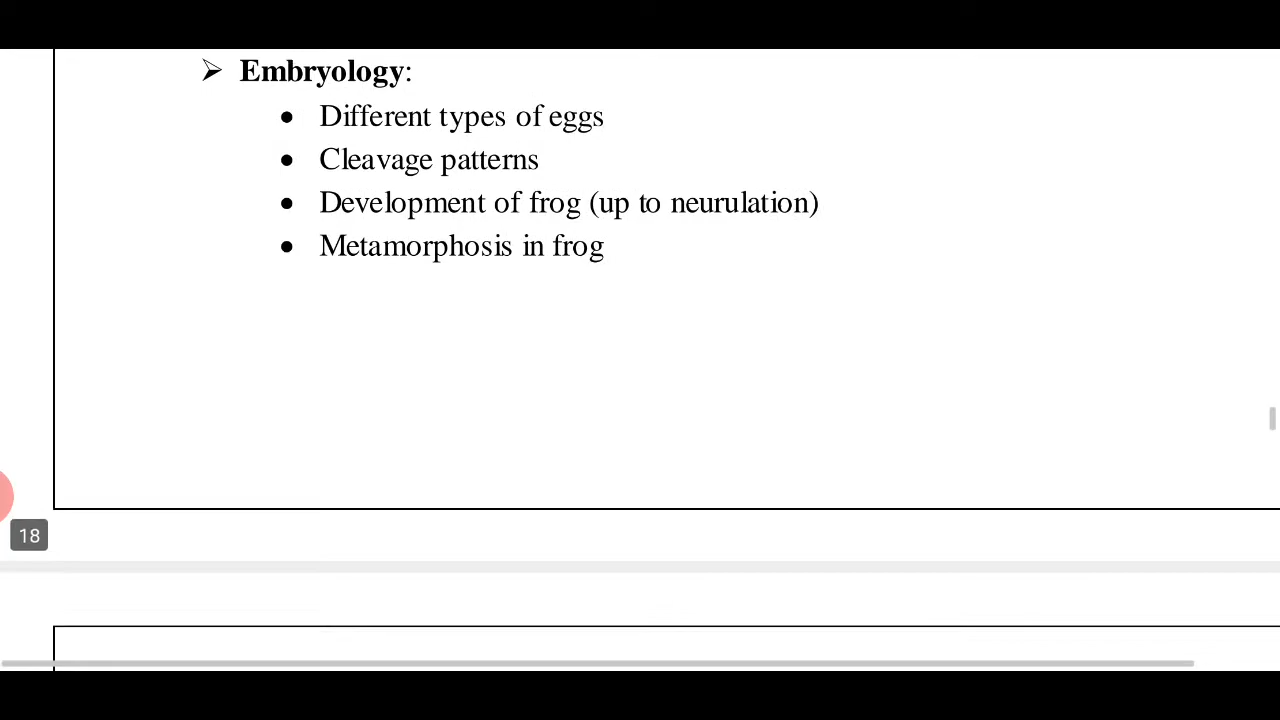 ➢ Embryology:
• Different types of eggs
• Cleavage patterns
• Development of frog (up to neurulation)
• Metamorphosis in frog
18